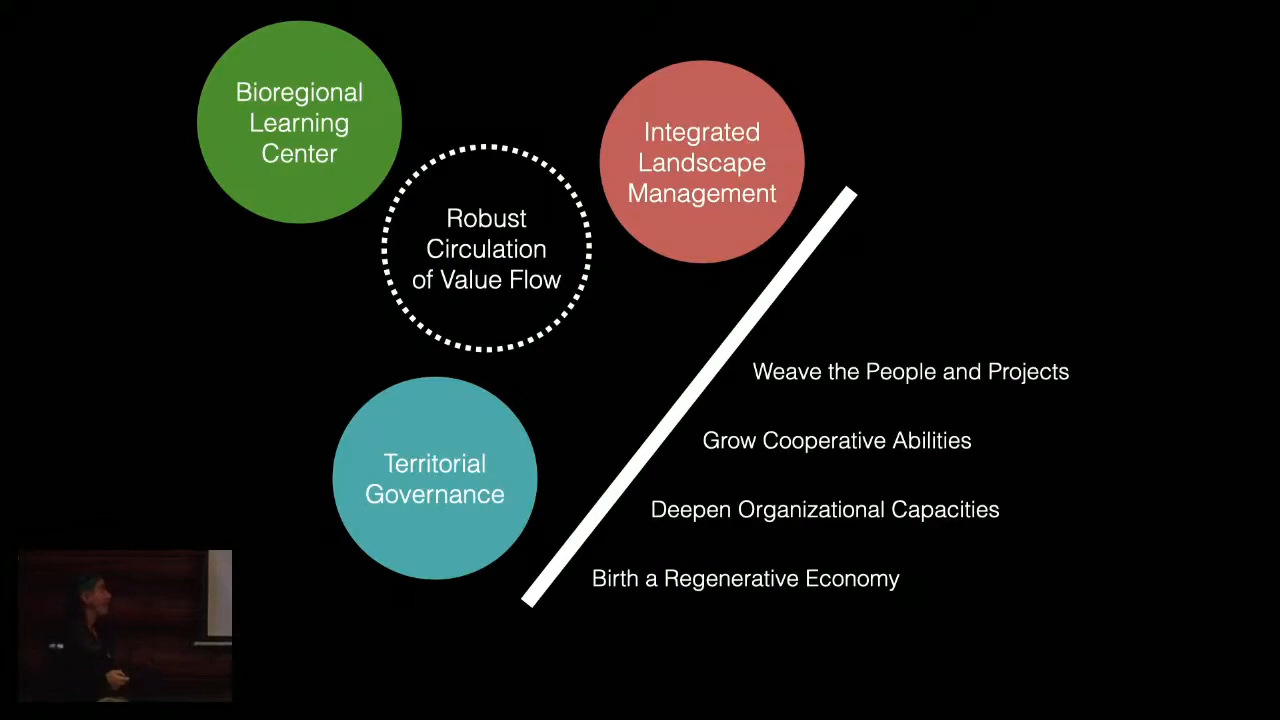 Bioregional
Learning
Center
Integrated
Landscape
Management
Robust
Circulation
of Value Flow
Territorial
Governance
Weave the People and Projects
Grow Cooperative Abilities
Deepen Organizational Capacities
Birth a Regenerative Economy